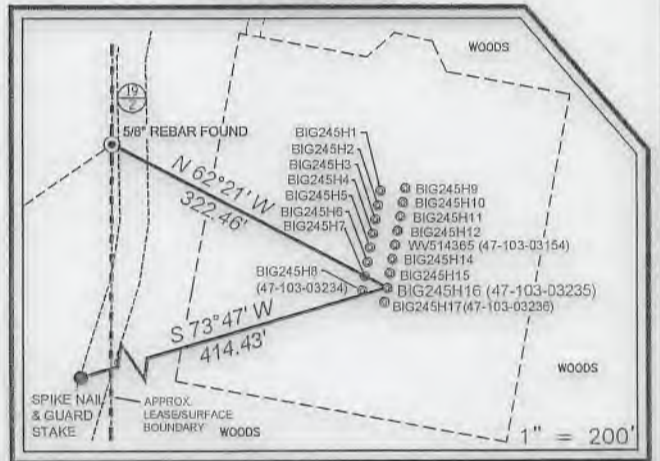 WOODS
19
2
5/8" REBAR FOUND
N 62°21' W
322.46'
BIG245H1
BIG245H2
BIG245H3
BIG245H4
BIG245H5
BIG245H6
BIG245H7
BIG245H8
(47-103-03234)
BIG245H9
BIG245H10
BIG245H11
BIG245H12
WV514365 (47-103-03154)
BIG245H14
BIG245H15
BIG245H16 (47-103-03235)
BIG245H17(47-103-03236)
S 73°47' W
414.43'
SPIKE NAIL
& GUARD
STAKE
APPROX.
LEASE/SURFACE
BOUNDARY
WOODS
WOODS
1" = 200'